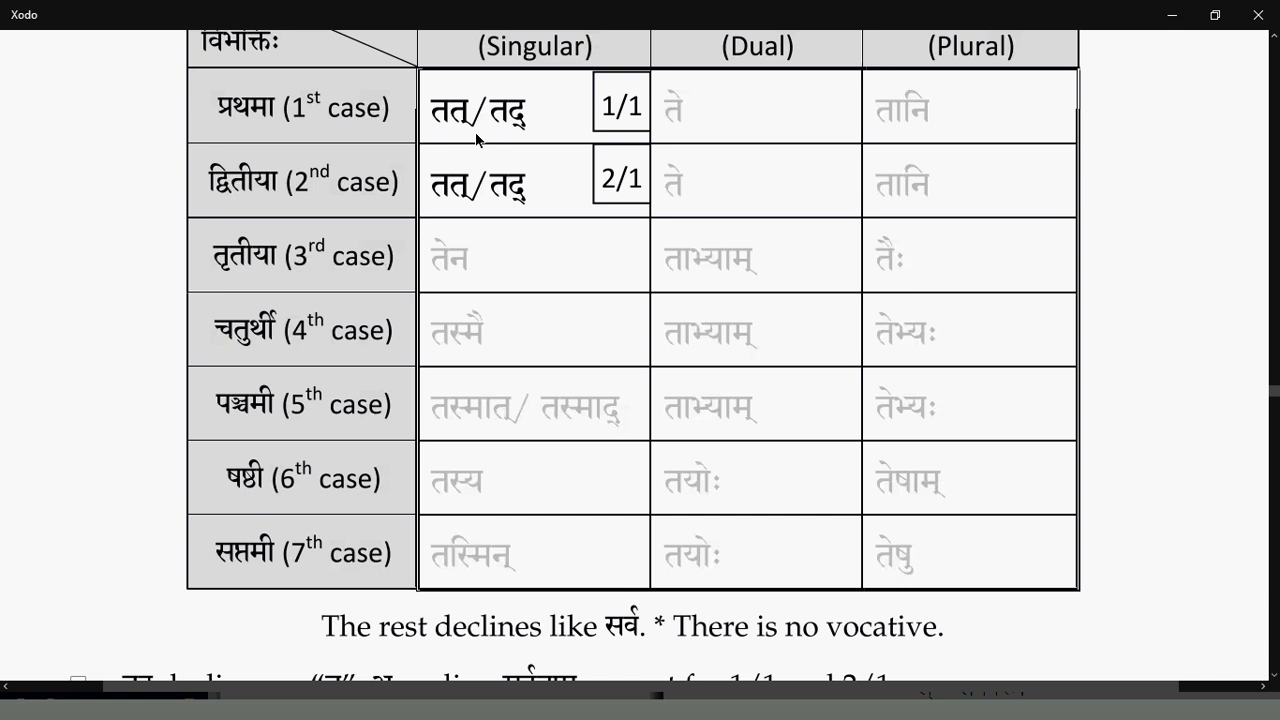 Xodo
विभक्तिः (Singular) (Dual) (Plural)
प्रथमा (1st case) तत्/तद् 1/1 ते तानि
द्वितीया (2nd case) तत्/तद् 2/1 ते तानि
तृतीया (3rd case) तेन ताभ्याम् तैः
चतुर्थी (4th case) तस्मै ताभ्याम् तेभ्यः
पञ्चमी (5th case) तस्मात्/ तस्माद् ताभ्याम् तेभ्यः
षष्ठी (6th case) तस्य तयोः तेषाम्
सप्तमी (7th case) तस्मिन् तयोः तेषु
The rest declines like सर्व. * There is no vocative.